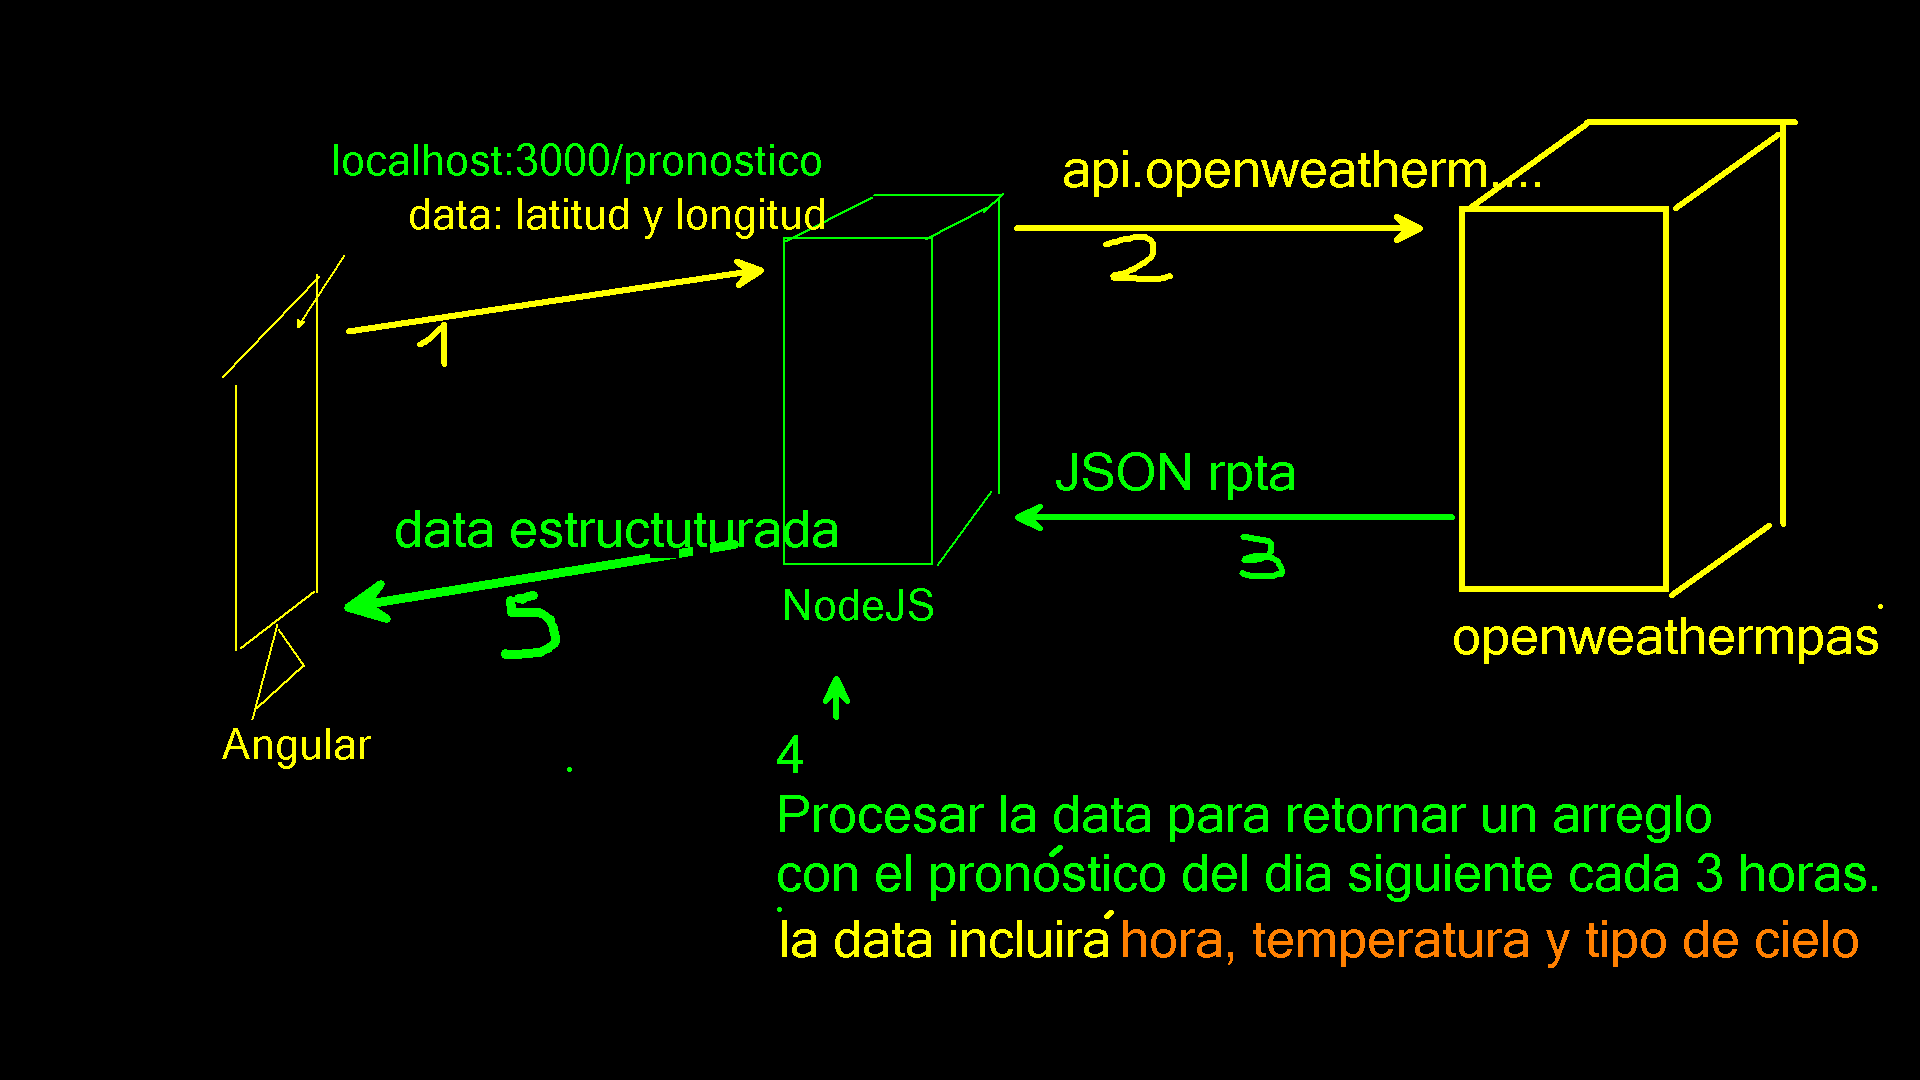 localhost:3000/pronostico
data: latitud y longitud
api.openweatherm....
1
2
JSON rpta
3
data estructuturada
5
NodeJS
openweathermpas
Angular
4
Procesar la data para retornar un arreglo
con el pronóstico del dia siguiente cada 3 horas.
la data incluirá hora, temperatura y tipo de cielo